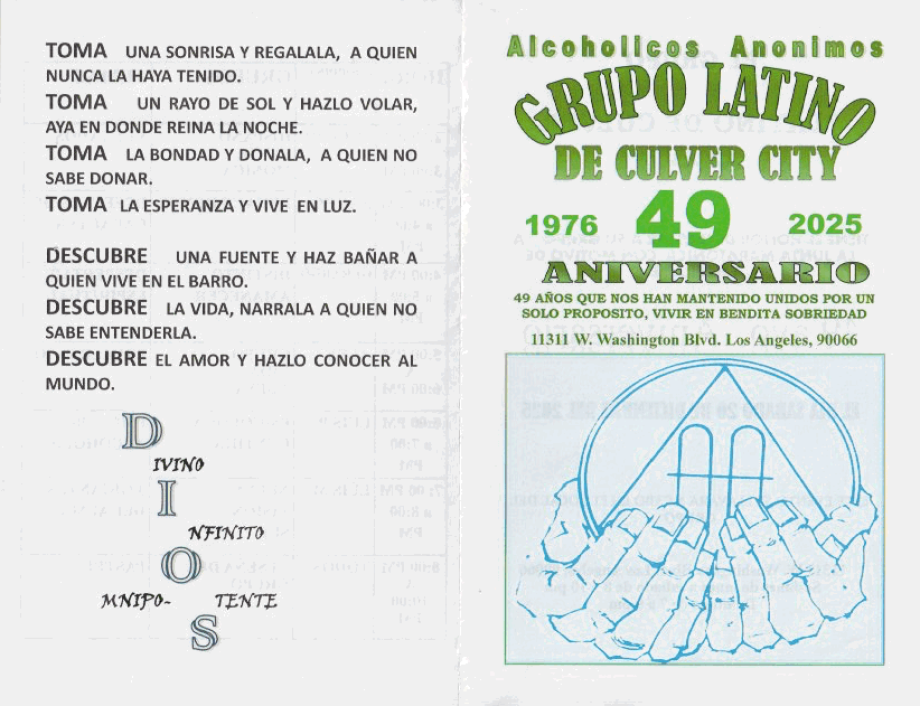 TOMA UNA SONRISA Y REGALALA, A QUIEN
NUNCA LA HAYA TENIDO.
TOMA UN RAYO DE SOL Y HAZLO VOLAR,
AYA EN DONDE REINA LA NOCHE.
TOMA LA BONDAD Y DONALA, A QUIEN NO
SABE DONAR.
TOMA LA ESPERANZA Y VIVE EN LUZ.
DESCUBRE UNA FUENTE Y HAZ BAÑAR A
QUIEN VIVE EN EL BARRO.
DESCUBRE LA VIDA, NARRALA A QUIEN NO
SABE ENTENDERLA.
DESCUBRE EL AMOR Y HAZLO CONOCER AL
MUNDO.
D
IVINO
I
NFINITO
O
MNIPO- TENTE
S
Alcoholicos Anonimos
GRUPO LATINO
DE CULVER CITY
1976 49 2025
ANIVERSARIO
49 AÑOS QUE NOS HAN MANTENIDO UNIDOS POR UN
SOLO PROPOSITO, VIVIR EN BENDITA SOBRIEDAD
11311 W. Washington Blvd. Los Angeles, 90066
AA